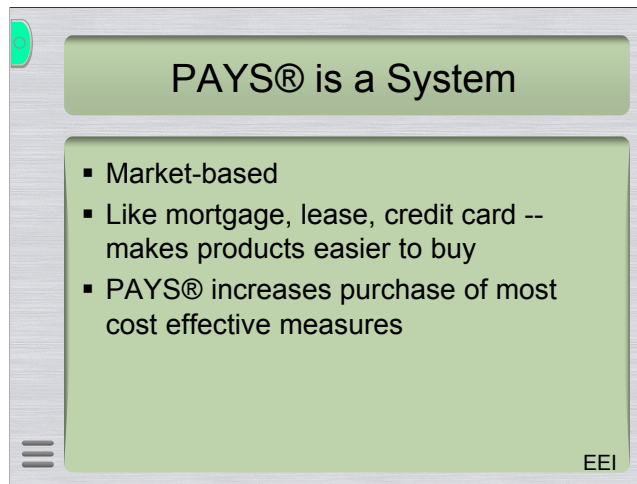 PAYS® is a System
▪ Market-based
▪ Like mortgage, lease, credit card --
makes products easier to buy
▪ PAYS® increases purchase of most
cost effective measures
EEI